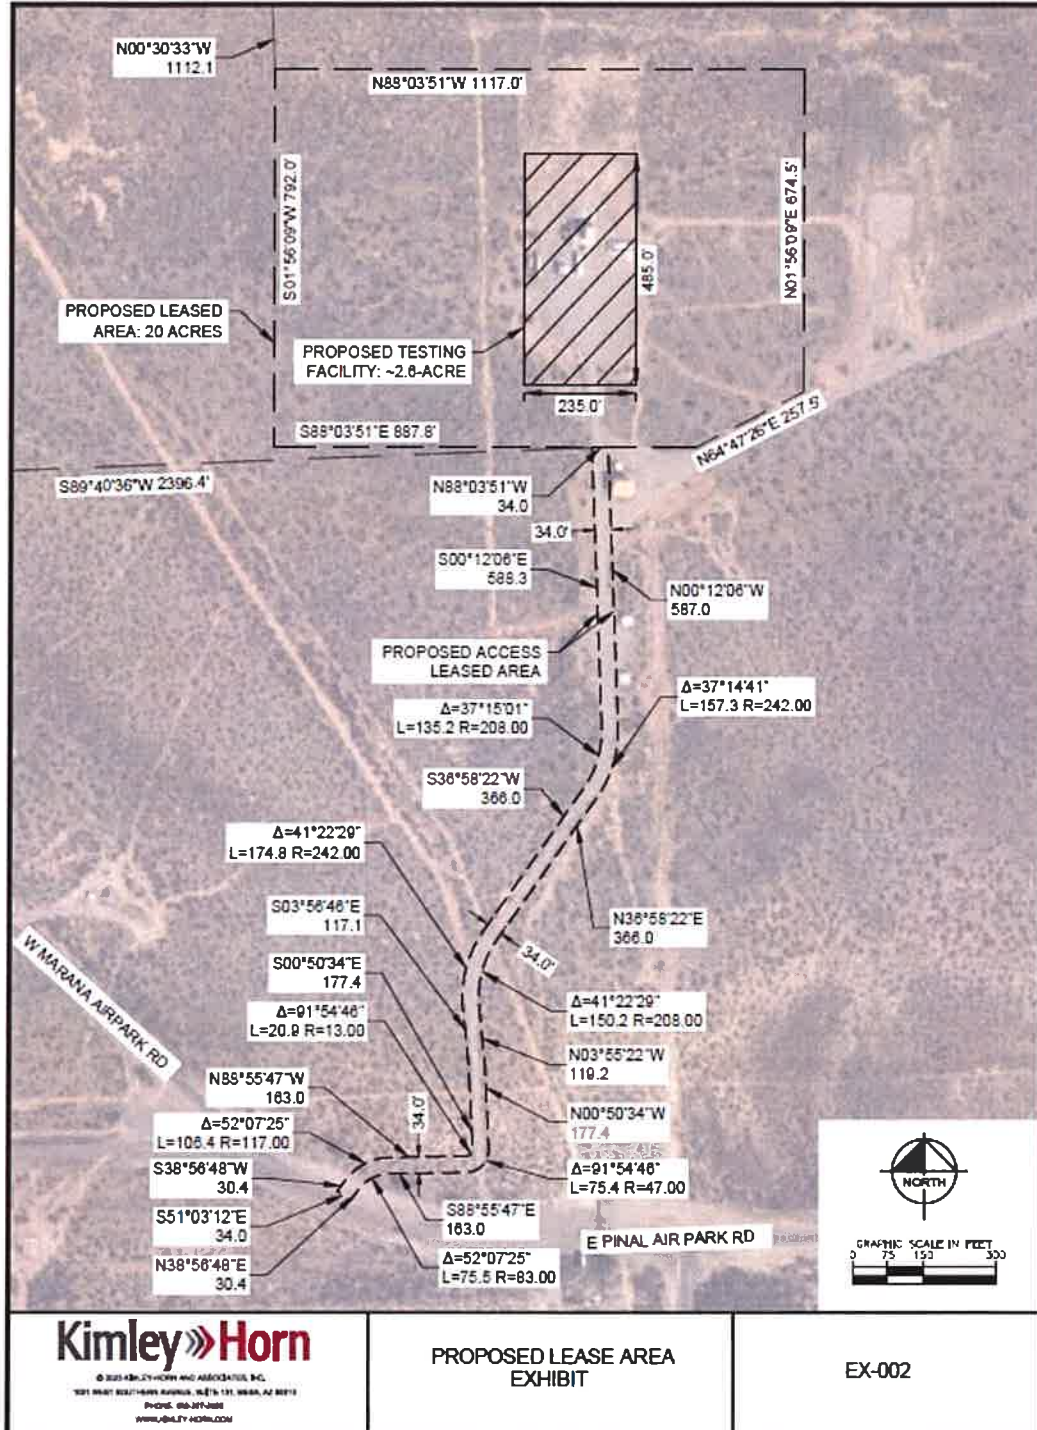 N00°30'33"W
1112.1
N88°03'51"W 1117.0'
S01°56'09"W 792.0'
N01°56'09"E 674.5'
485.0'
PROPOSED LEASED
AREA: 20 ACRES
PROPOSED TESTING
FACILITY: ~2.6-ACRE
235.0'
S88°03'51"E 887.8'
N64°47'26"E 257.5'
S89°40'36"W 2396.4'
N88°03'51"W
34.0
34.0'
S00°12'06"E
588.3
N00°12'06"W
587.0
PROPOSED ACCESS
LEASED AREA
Δ=37°14'41"
L=157.3 R=242.00
Δ=37°15'01"
L=135.2 R=208.00
S36°58'22"W
366.0
Δ=41°22'29"
L=174.8 R=242.00
S03°56'46"E
117.1
N36°58'22"E
366.0
34.0'
W MARANA AIRPARK RD
S00°50'34"E
177.4
Δ=41°22'29"
L=150.2 R=208.00
Δ=91°54'46"
L=20.9 R=13.00
N03°55'22"W
119.2
N88°55'47"W
163.0
34.0'
N00°50'34"W
177.4
Δ=52°07'25"
L=106.4 R=117.00
Δ=91°54'46"
L=75.4 R=47.00
S38°56'48"W
30.4
S51°03'12"E
34.0
S88°55'47"E
163.0
E PINAL AIR PARK RD
N38°56'48"E
30.4
Δ=52°07'25"
L=75.5 R=83.00
NORTH
GRAPHIC SCALE IN FEET
0 75 150 300
Kimley»Horn
KIMLEY-HORN AND ASSOCIATES, INC.
WWW.KIMLEY-HORN.COM
PROPOSED LEASE AREA
EXHIBIT
EX-002